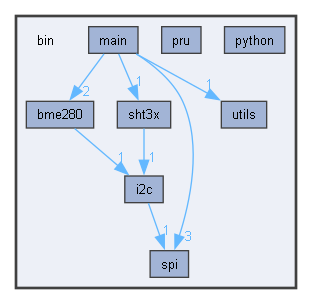 bin
main
pru
python
2
1
1
bme280
sht3x
utils
1
1
i2c
1
3
spi